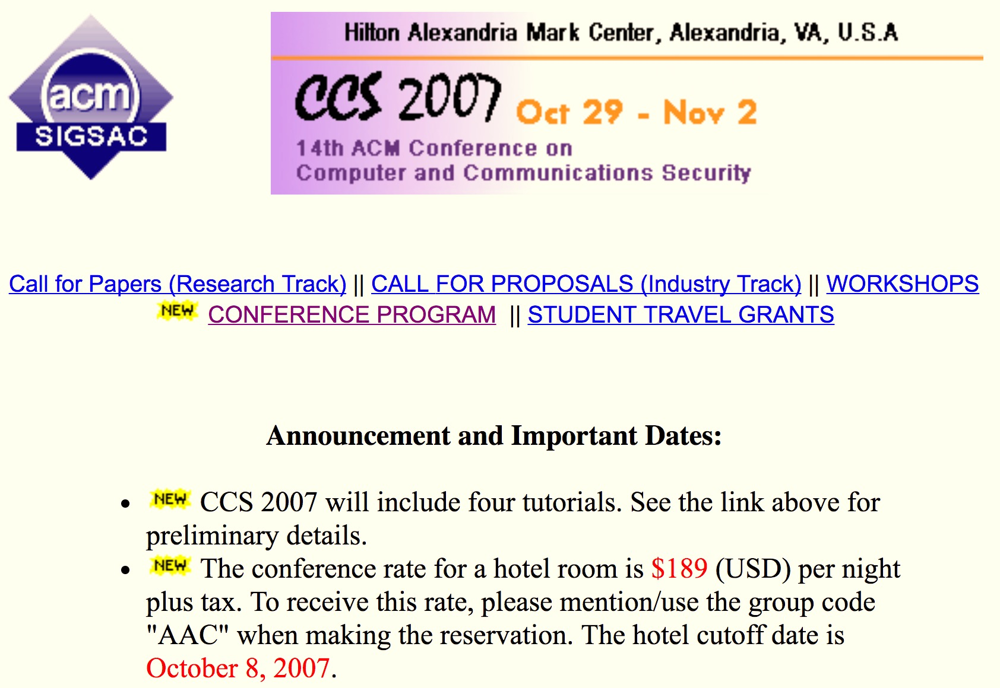 acm
SIGSAC
Hilton Alexandria Mark Center, Alexandria, VA, U.S.A
CCS 2007 Oct 29 - Nov 2
14th ACM Conference on
Computer and Communications Security
Call for Papers (Research Track) || CALL FOR PROPOSALS (Industry Track) || WORKSHOPS
NEW CONFERENCE PROGRAM || STUDENT TRAVEL GRANTS
Announcement and Important Dates:
• NEW CCS 2007 will include four tutorials. See the link above for
preliminary details.
• NEW The conference rate for a hotel room is $189 (USD) per night
plus tax. To receive this rate, please mention/use the group code
"AAC" when making the reservation. The hotel cutoff date is
October 8, 2007.